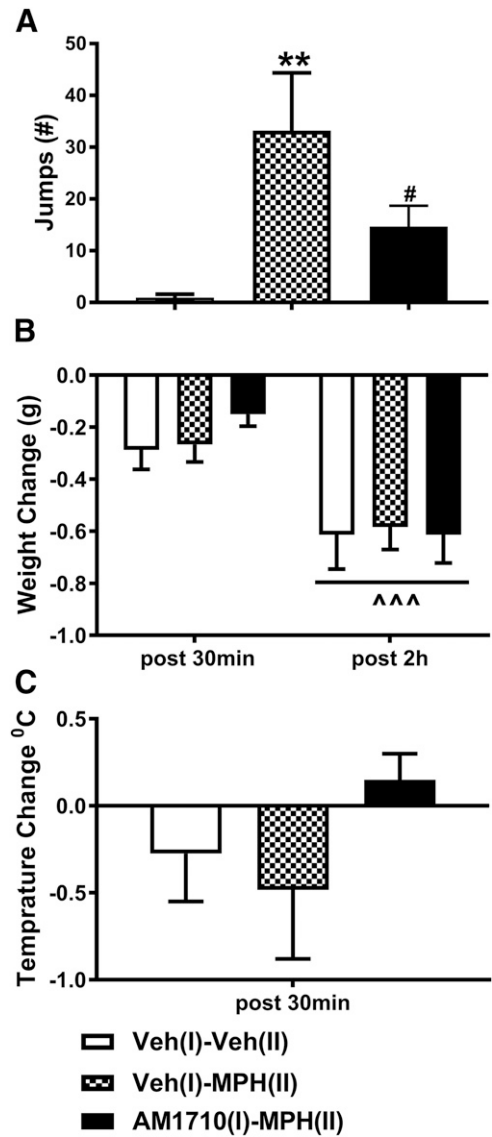 A
50
40
30
20
10
0
Jumps (#)
**
#
B
0.0
-0.2
-0.4
-0.6
-0.8
-1.0
Weight Change (g)
^^^
post 30min post 2h
C
0.5
0.0
-0.5
-1.0
Temprature Change ⁰C
post 30min
Veh(I)-Veh(II)
Veh(I)-MPH(II)
AM1710(I)-MPH(II)